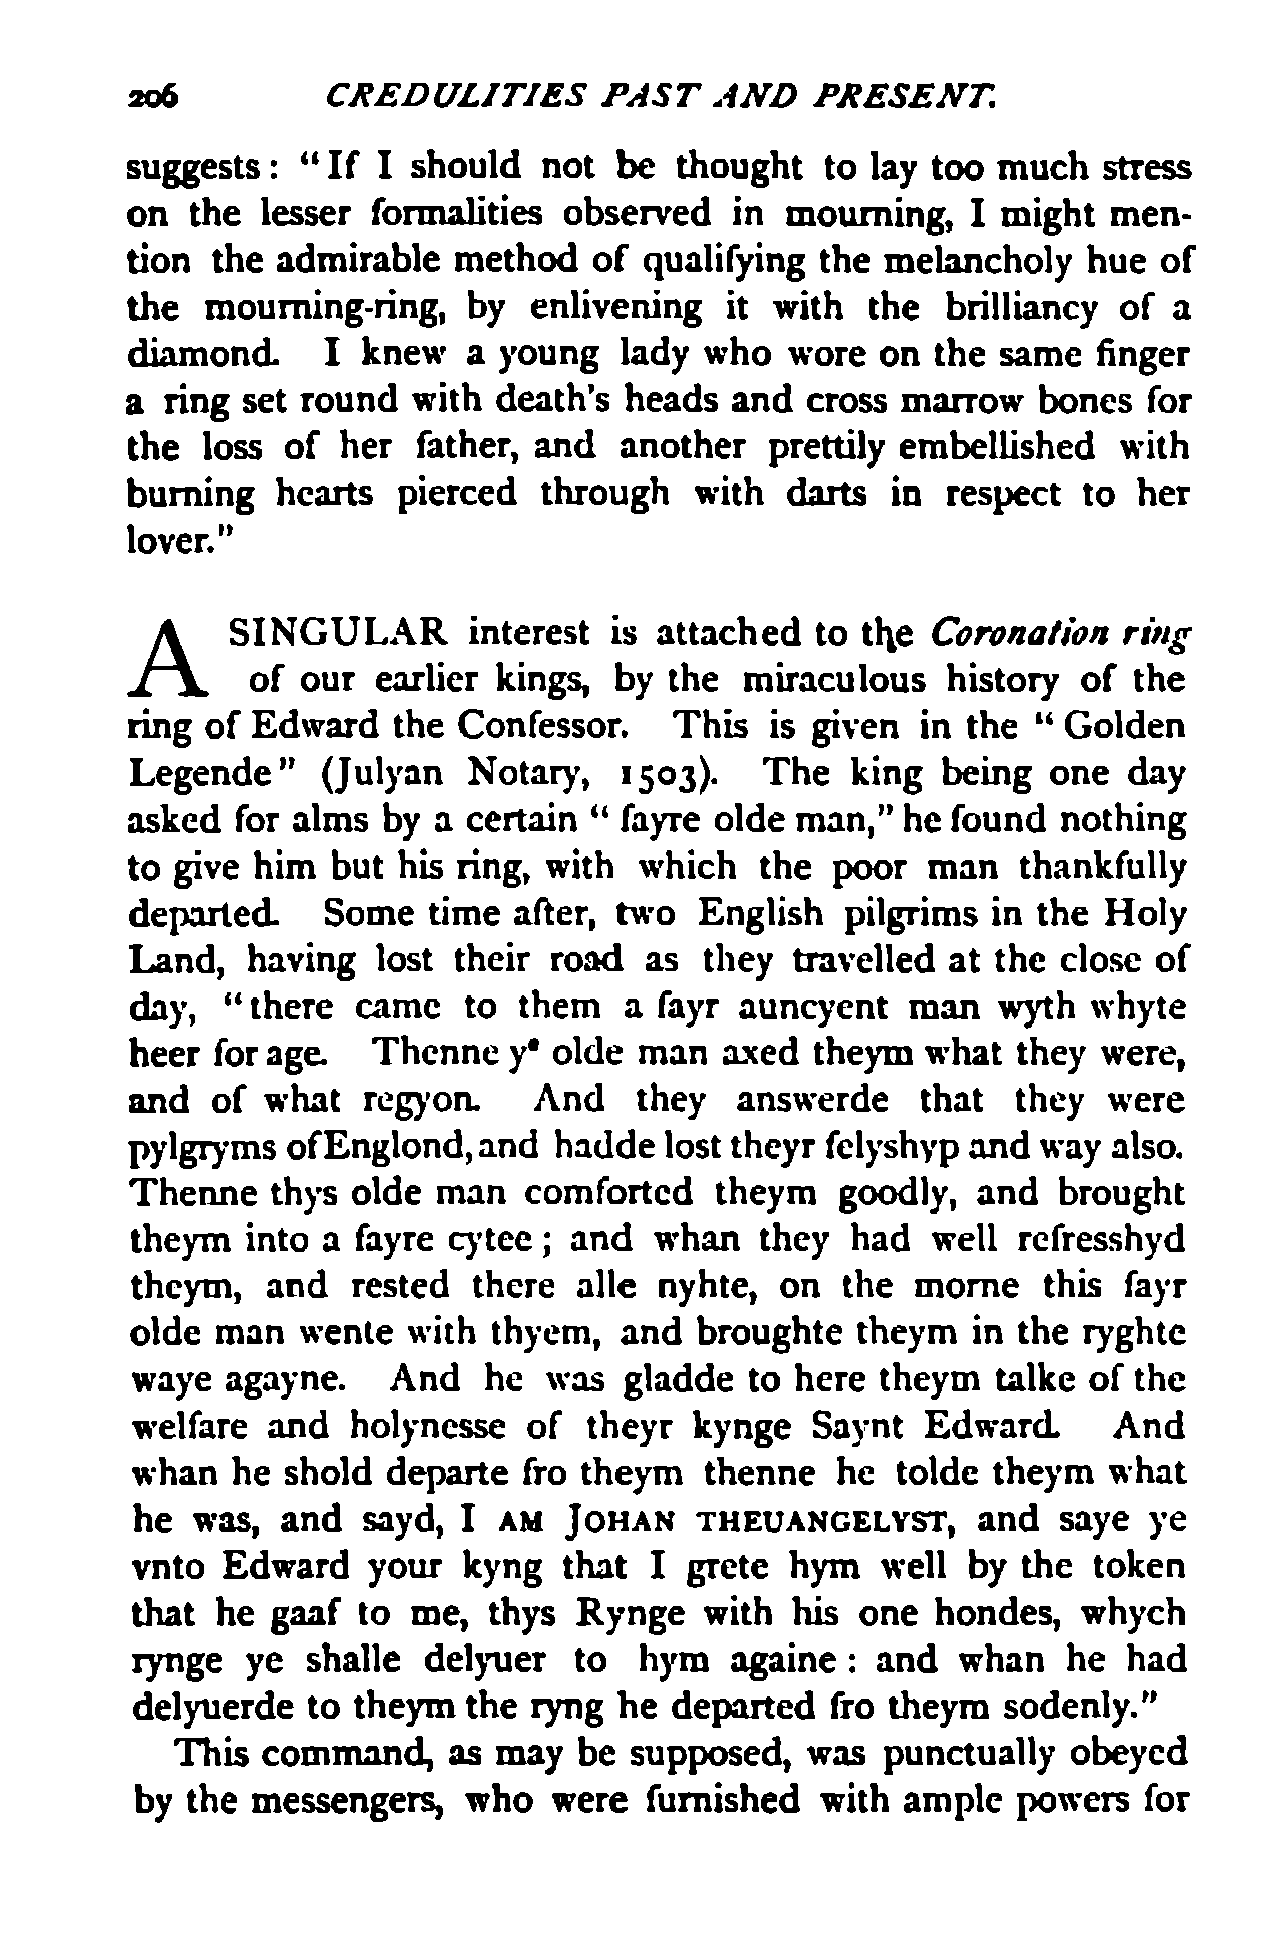 206 CREDULITIES PAST AND PRESENT.
suggests: "If I should not be thought to lay too much stress
on the lesser formalities observed in mourning, I might men-
tion the admirable method of qualifying the melancholy hue of
the mourning-ring, by enlivening it with the brilliancy of a
diamond. I knew a young lady who wore on the same finger
a ring set round with death's heads and cross marrow bones for
the loss of her father, and another prettily embellished with
burning hearts pierced through with darts in respect to her
lover."
A SINGULAR interest is attached to the Coronation ring
of our earlier kings, by the miraculous history of the
ring of Edward the Confessor. This is given in the "Golden
Legende" (Julyan Notary, 1503). The king being one day
asked for alms by a certain "fayre olde man," he found nothing
to give him but his ring, with which the poor man thankfully
departed. Some time after, two English pilgrims in the Holy
Land, having lost their road as they travelled at the close of
day, "there came to them a fayr auncyent man wyth whyte
heer for age. Thenne yᵉ olde man axed theym what they were,
and of what regyon. And they answerde that they were
pylgryms of Englond, and hadde lost theyr felyshyp and way also.
Thenne thys olde man comforted theym goodly, and brought
theym into a fayre cytee; and whan they had well refresshyd
theym, and rested there alle nyhte, on the morne this fayr
olde man wente with thyem, and broughte theym in the ryghte
waye agayne. And he was gladde to here theym talke of the
welfare and holynesse of theyr kynge Saynt Edward. And
whan he shold departe fro theym thenne he tolde theym what
he was, and sayd, I AM JOHAN THEUANGELYST, and saye ye
vnto Edward your kyng that I grete hym well by the token
that he gaaf to me, thys Rynge with his one hondes, whych
rynge ye shalle delyuer to hym againe: and whan he had
delyuerde to theym the ryng he departed fro theym sodenly."
This command, as may be supposed, was punctually obeyed
by the messengers, who were furnished with ample powers for